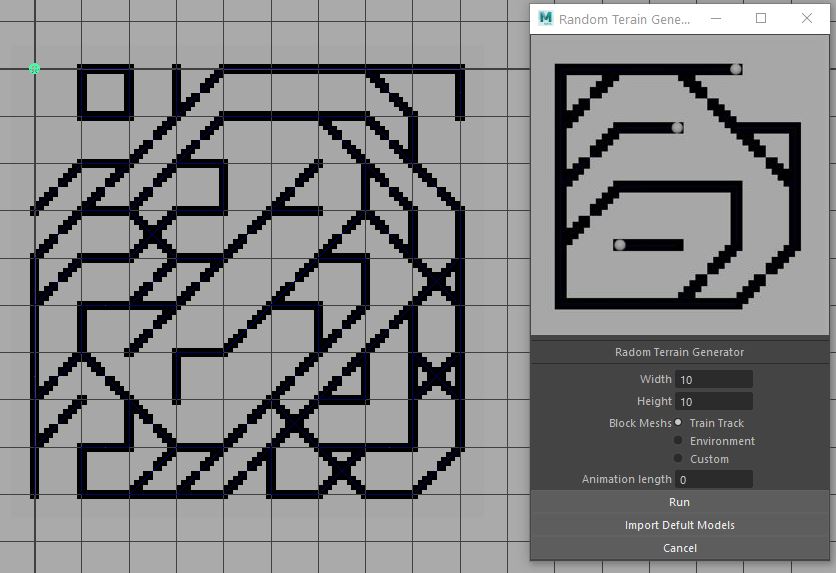 M Random Terain Gene...
Radom Terrain Generator
Width 10
Height 10
Block Meshs Train Track
Environment
Custom
Animation length 0
Run
Import Defult Models
Cancel